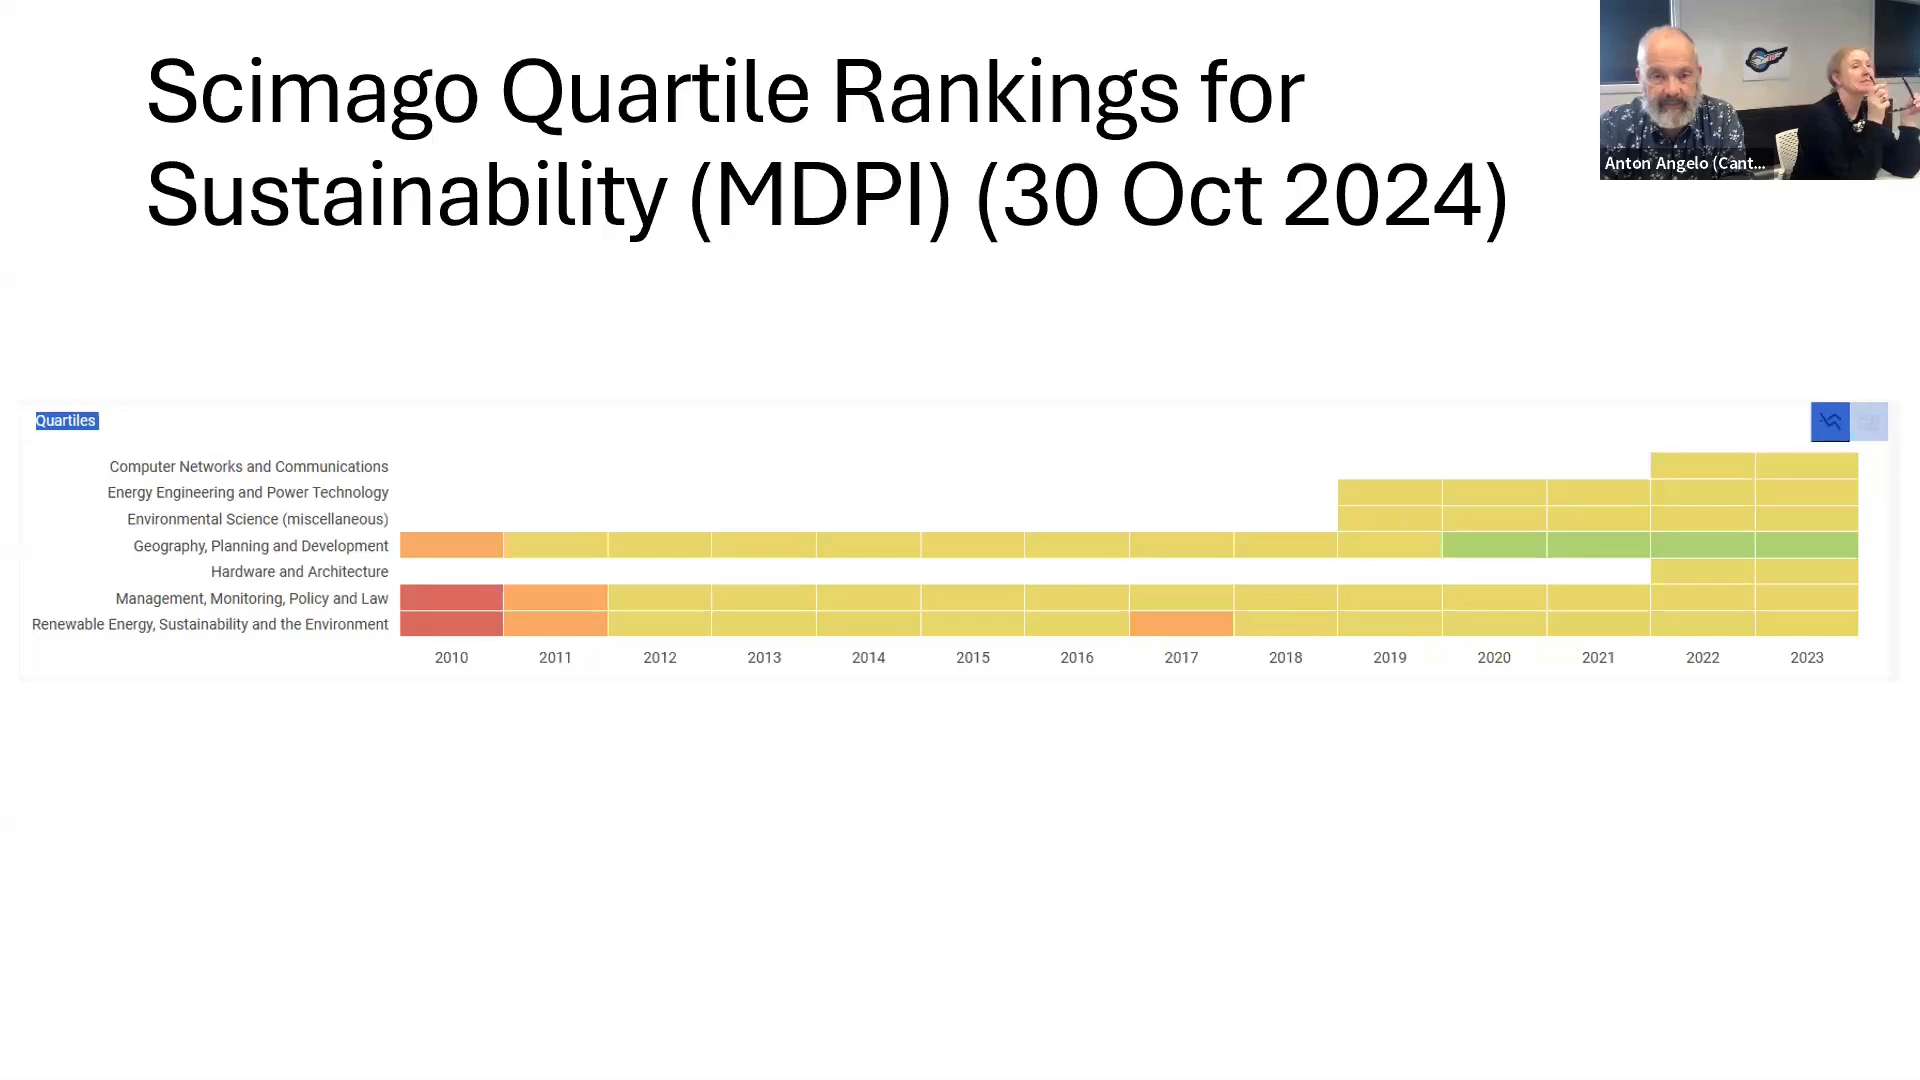 Scimago Quartile Rankings for
Sustainability (MDPI) (30 Oct 2024)
Anton Angelo (Cant...
Quartiles
Computer Networks and Communications
Energy Engineering and Power Technology
Environmental Science (miscellaneous)
Geography, Planning and Development
Hardware and Architecture
Management, Monitoring, Policy and Law
Renewable Energy, Sustainability and the Environment
2010 2011 2012 2013 2014 2015 2016 2017 2018 2019 2020 2021 2022 2023